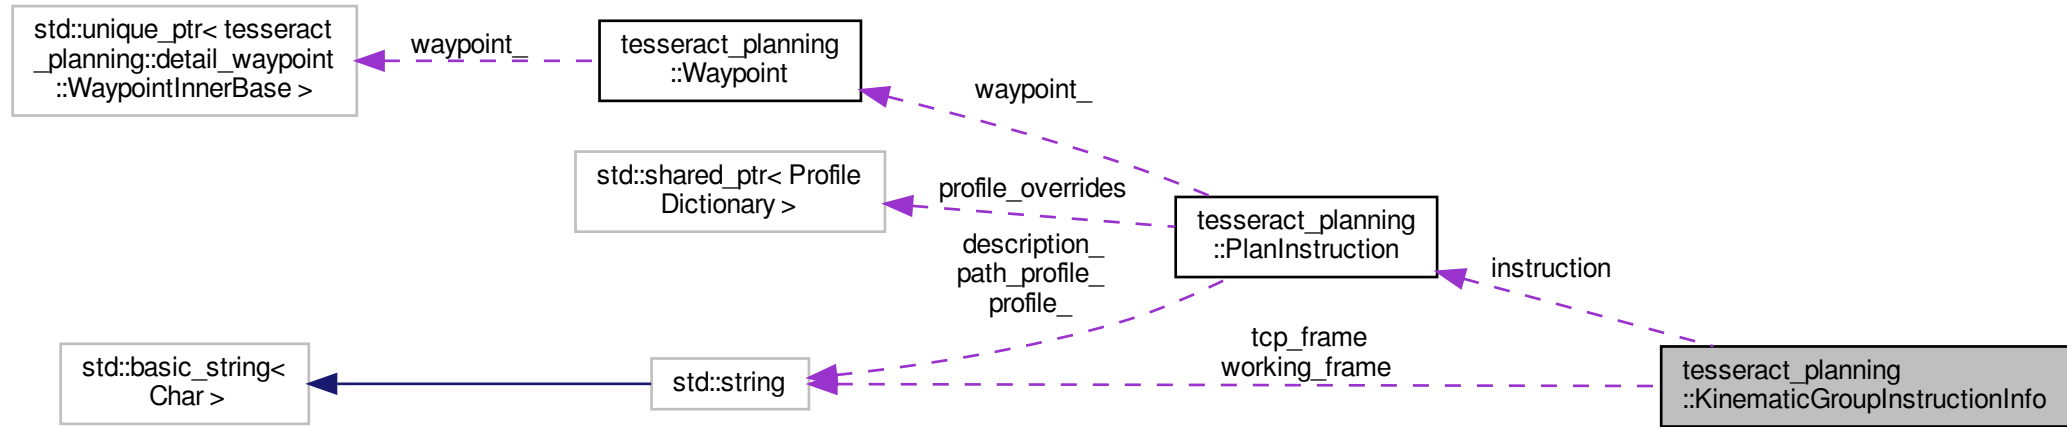 std::unique_ptr< tesseract
_planning::detail_waypoint
::WaypointInnerBase >
waypoint_
tesseract_planning
::Waypoint
waypoint_
std::shared_ptr< Profile
Dictionary >
profile_overrides
tesseract_planning
::PlanInstruction
description_
path_profile_
profile_
instruction
std::basic_string<
Char >
std::string
tcp_frame
working_frame
tesseract_planning
::KinematicGroupInstructionInfo